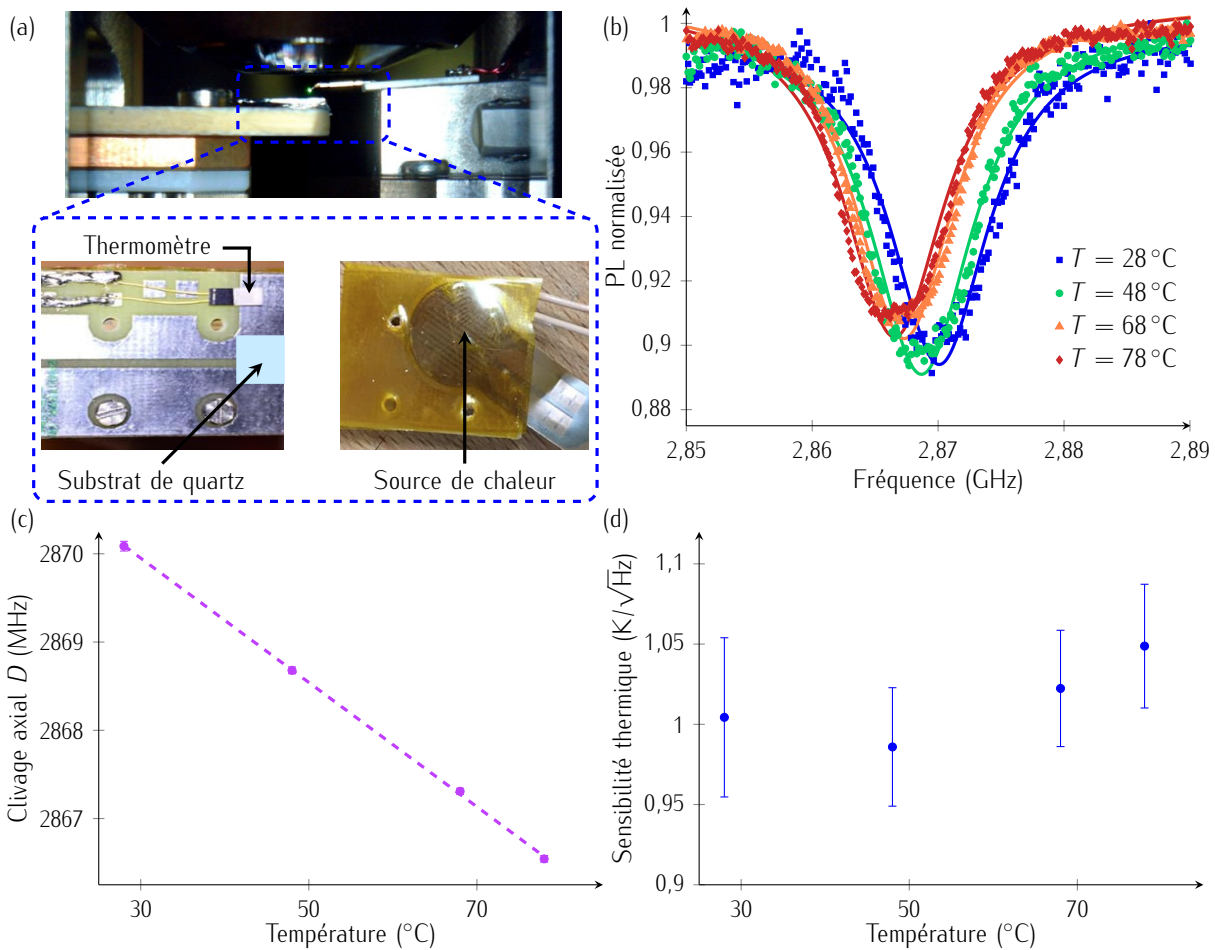 (a)
Thermomètre
Substrat de quartz
Source de chaleur
(b)
PL normalisée
1
0,98
0,96
0,94
0,92
0,9
0,88
2,85
2,86
2,87
2,88
2,89
Fréquence (GHz)
T = 28 °C
T = 48 °C
T = 68 °C
T = 78 °C
(c)
Clivage axial D (MHz)
2870
2869
2868
2867
30
50
70
Température (°C)
(d)
Sensibilité thermique (K/√Hz)
1,1
1,05
1
0,95
0,9
30
50
70
Température (°C)